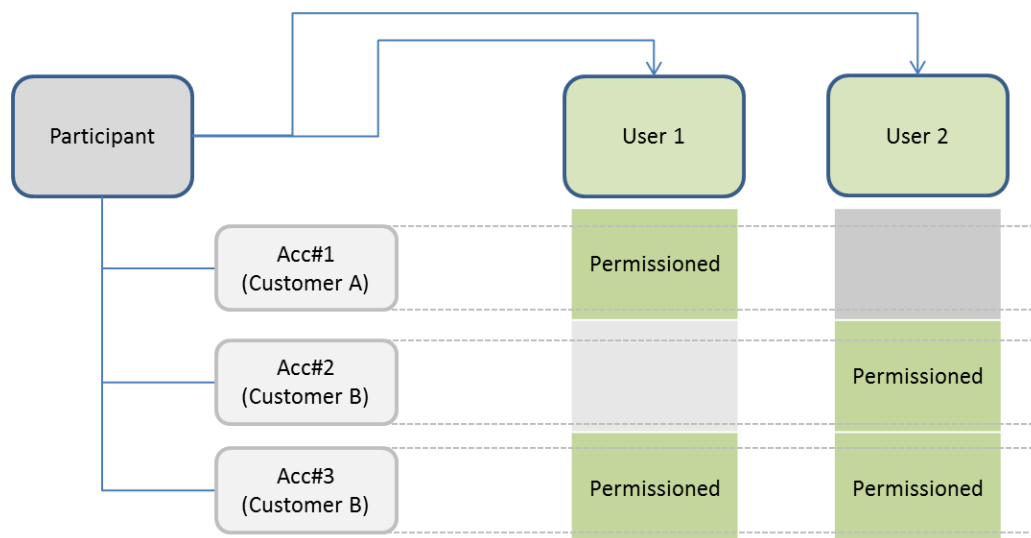 Participant
User 1
User 2
Acc#1
(Customer A)
Permissioned
Acc#2
(Customer B)
Permissioned
Acc#3
(Customer B)
Permissioned
Permissioned